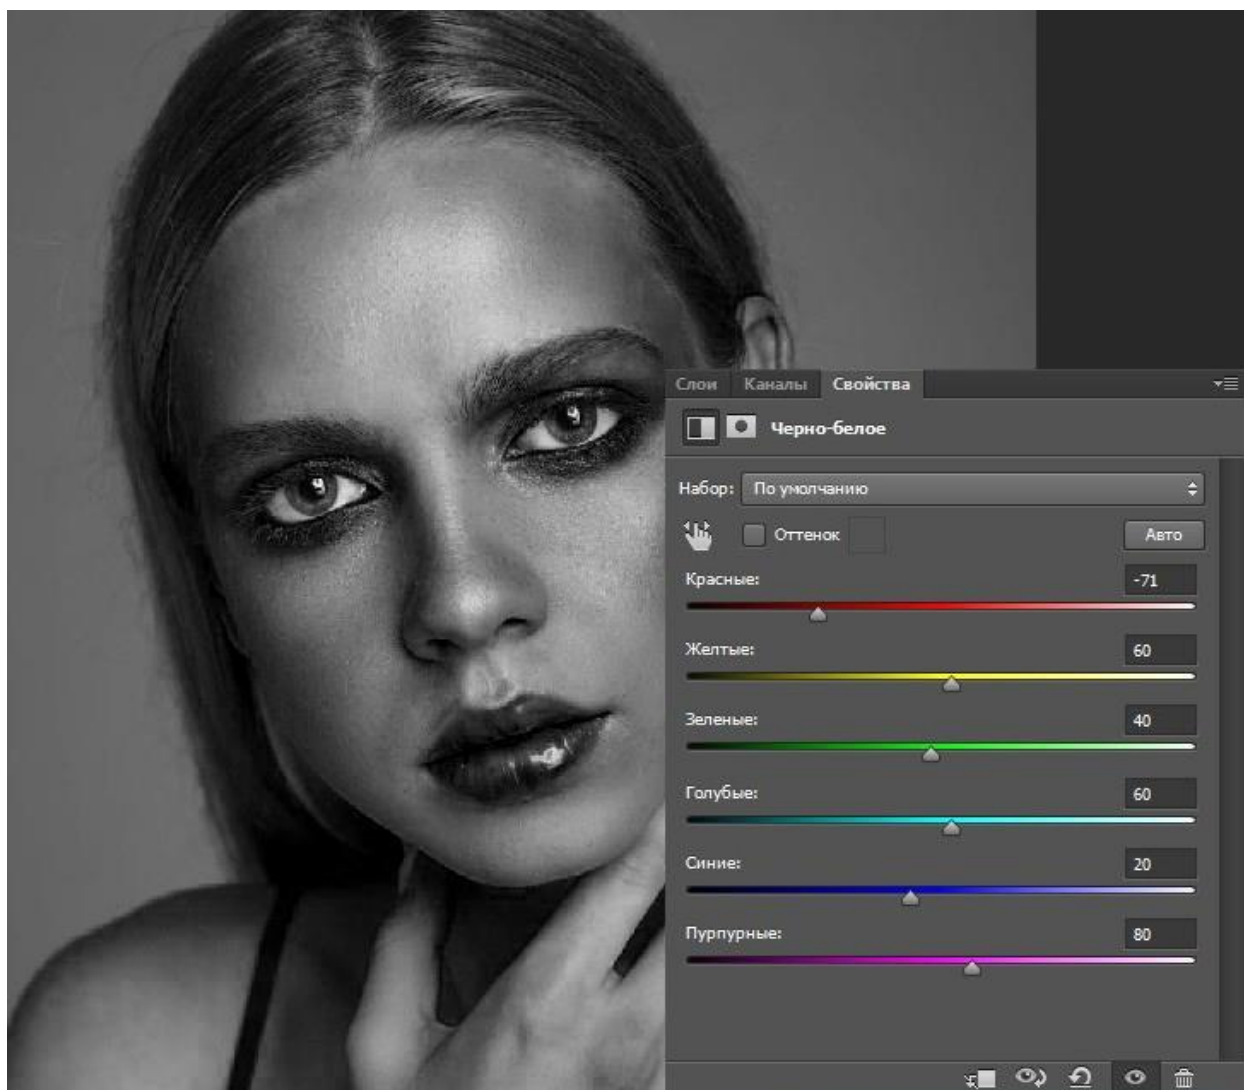 Слои Каналы Свойства
Черно-белое
Набор: По умолчанию
Оттенок Авто
Красные: -71
Желтые: 60
Зеленые: 40
Голубые: 60
Синие: 20
Пурпурные: 80